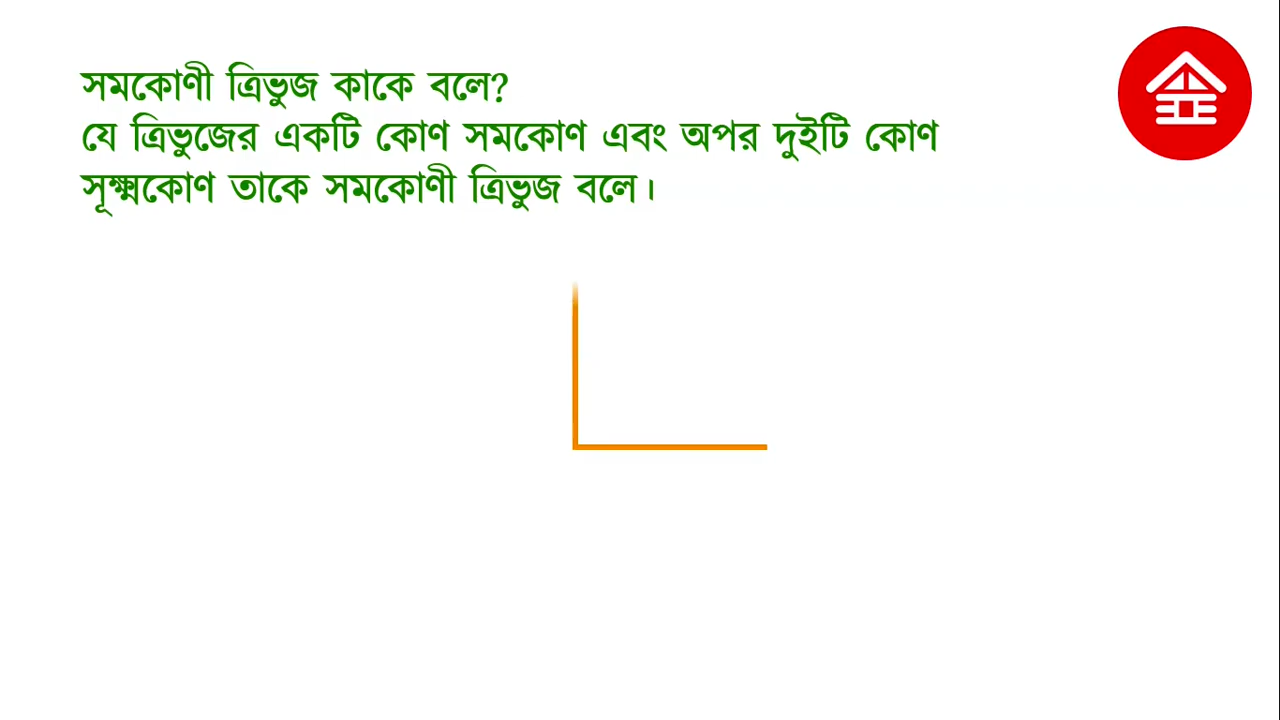 সমকোণী ত্রিভুজ কাকে বলে?
যে ত্রিভুজের একটি কোণ সমকোণ এবং অপর দুইটি কোণ
সূক্ষ্মকোণ তাকে সমকোণী ত্রিভুজ বলে।